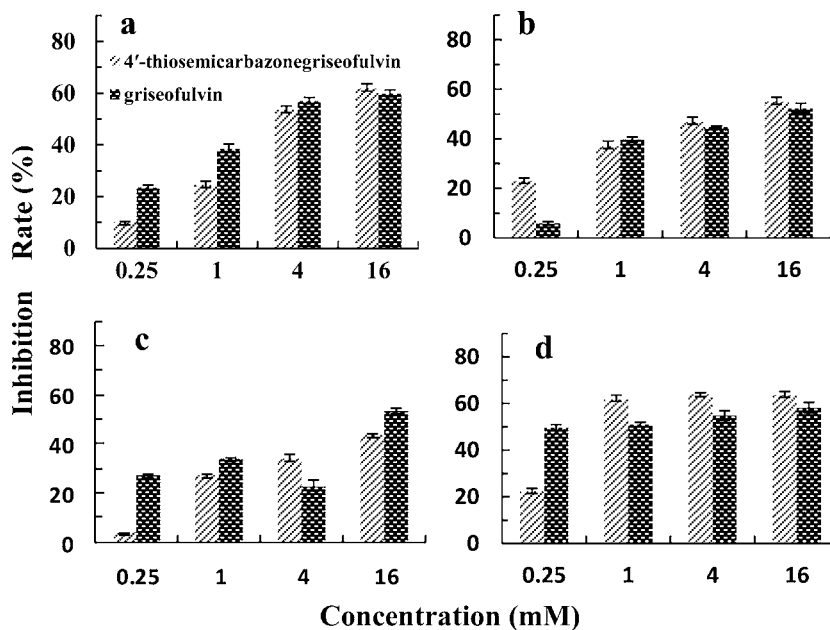 a
b
80
80
4′-thiosemicarbazonegriseofulvin
griseofulvin
60
60
40
40
20
20
0
0
0.25 1 4 16
0.25 1 4 16
c
d
80
80
60
60
40
40
20
20
0
0
0.25 1 4 16
0.25 1 4 16
Inhibition Rate (%)
Concentration (mM)